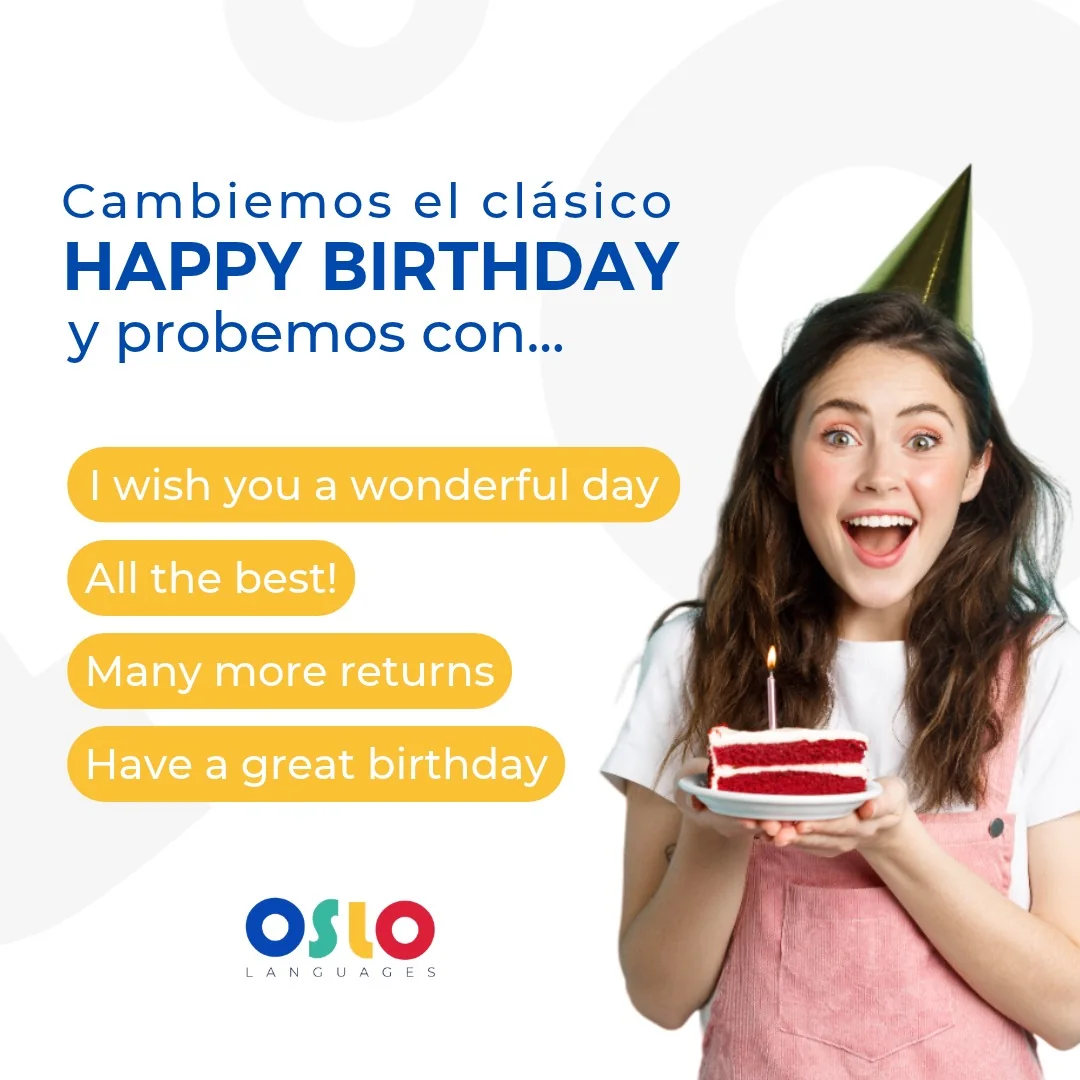 Cambiemos el clásico
HAPPY BIRTHDAY
y probemos con...
I wish you a wonderful day
All the best!
Many more returns
Have a great birthday
OSLO
LANGUAGES